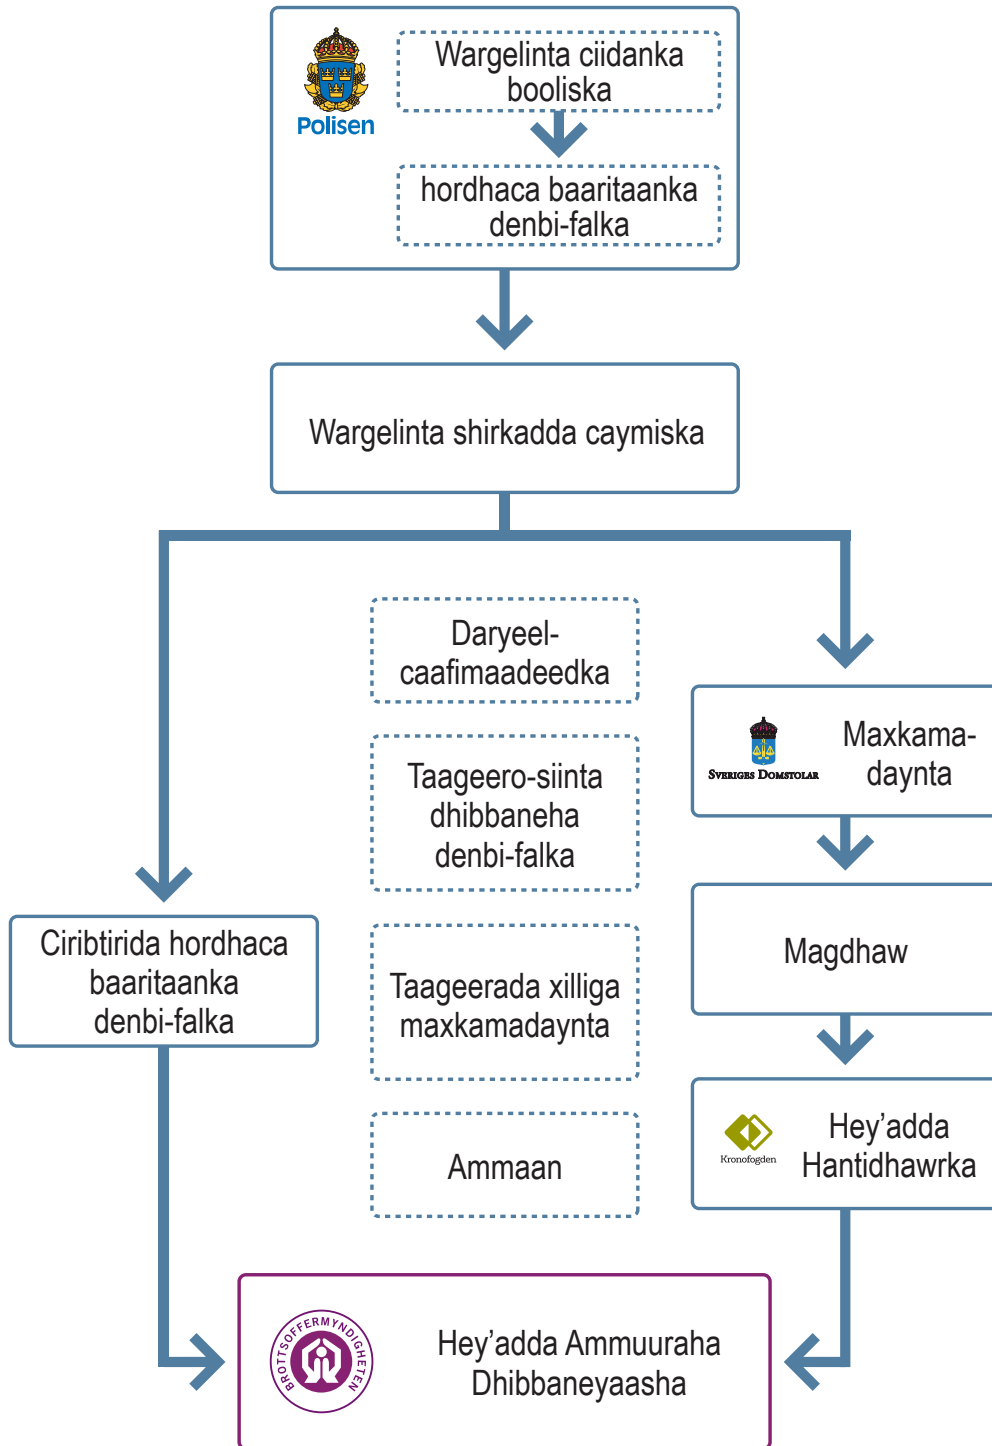 Polisen
Wargelinta ciidanka
booliska
hordhaca baaritaanka
denbi-falka
Wargelinta shirkadda caymiska
Daryeel-
caafimaadeedka
Taageero-siinta
dhibbaneha
denbi-falka
Taageerada xilliga
maxkamadaynta
Ammaan
SVERIGES DOMSTOLAR
Maxkama-
daynta
Magdhaw
Kronofogden
Hey’adda
Hantidhawrka
Ciribtirida hordhaca
baaritaanka
denbi-falka
BROTTSOFFERMYNDIGHETEN
Hey’adda Ammuuraha
Dhibbaneyaasha